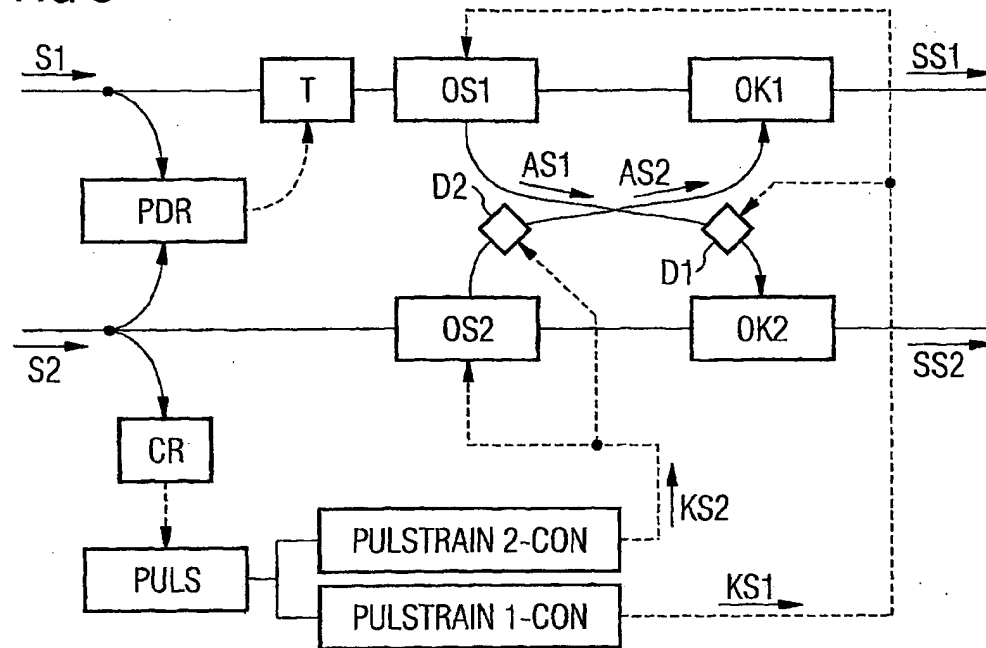 S1
T
OS1
OK1
SS1
PDR
AS1
AS2
D2
D1
S2
OS2
OK2
SS2
CR
KS2
PULS
PULSTRAIN 2-CON
PULSTRAIN 1-CON
KS1